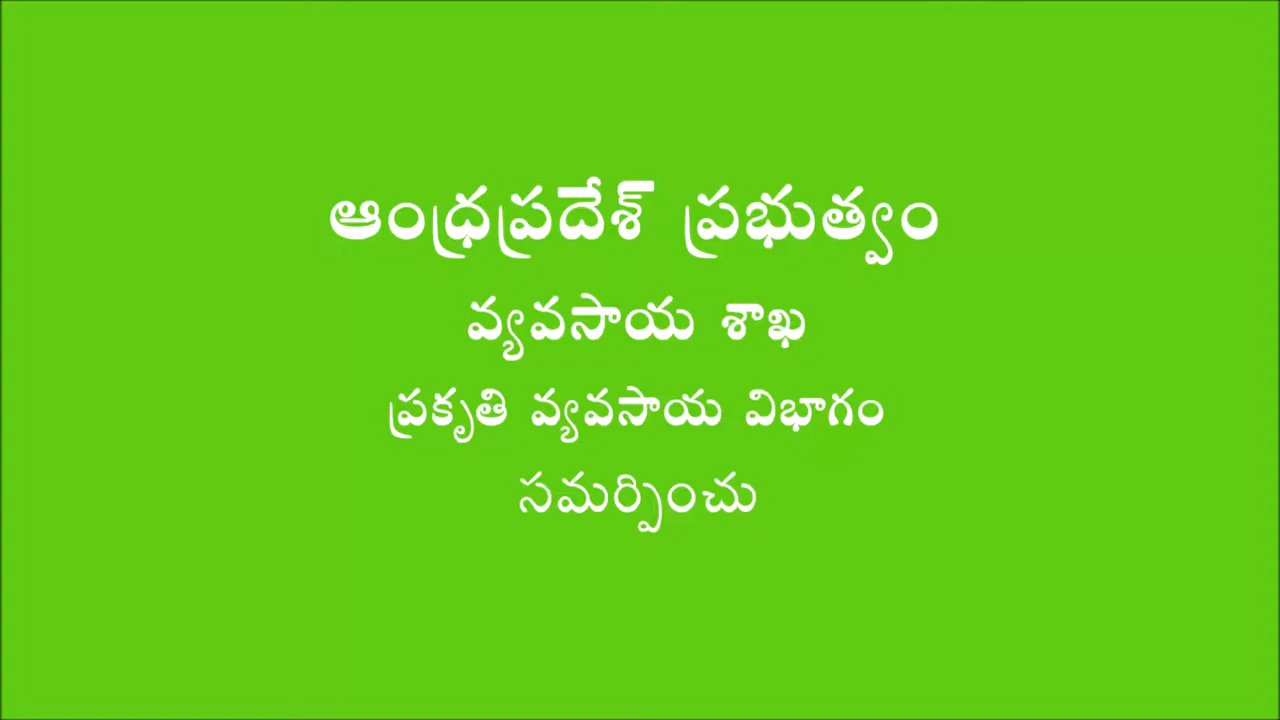 ఆంధ్రప్రదేశ్ ప్రభుత్వం
వ్యవసాయ శాఖ
ప్రకృతి వ్యవసాయ విభాగం
సమర్పించు